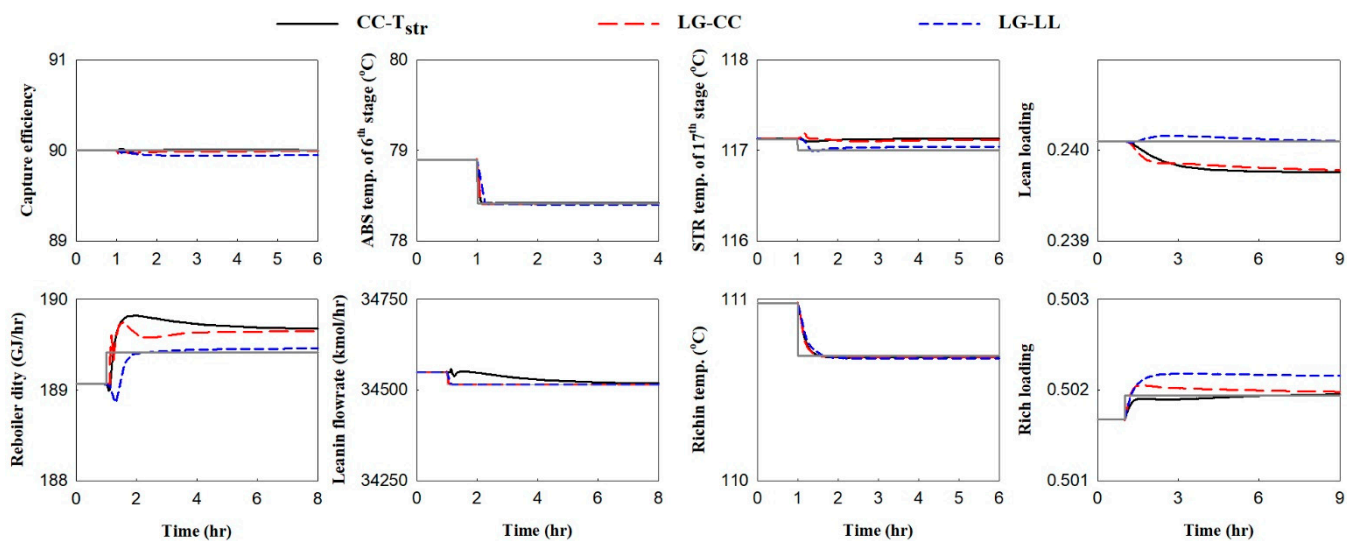 CC-Tstr LG-CC LG-LL
Capture efficiency
91
90
89
0 1 2 3 4 5 6
ABS temp. of 6th stage (°C)
80
79
78
0 1 2 3 4
STR temp. of 17th stage (°C)
118
117
116
0 1 2 3 4 5 6
Lean loading
0.240
0.239
0 3 6 9
Reboiler dity (GJ/hr)
190
189
188
0 2 4 6 8
Time (hr)
Leanin flowrate (kmol/hr)
34750
34500
34250
0 2 4 6 8
Time (hr)
Richin temp. (°C)
111
110
0 1 2 3 4 5 6
Time (hr)
Rich loading
0.503
0.502
0.501
0 3 6 9
Time (hr)